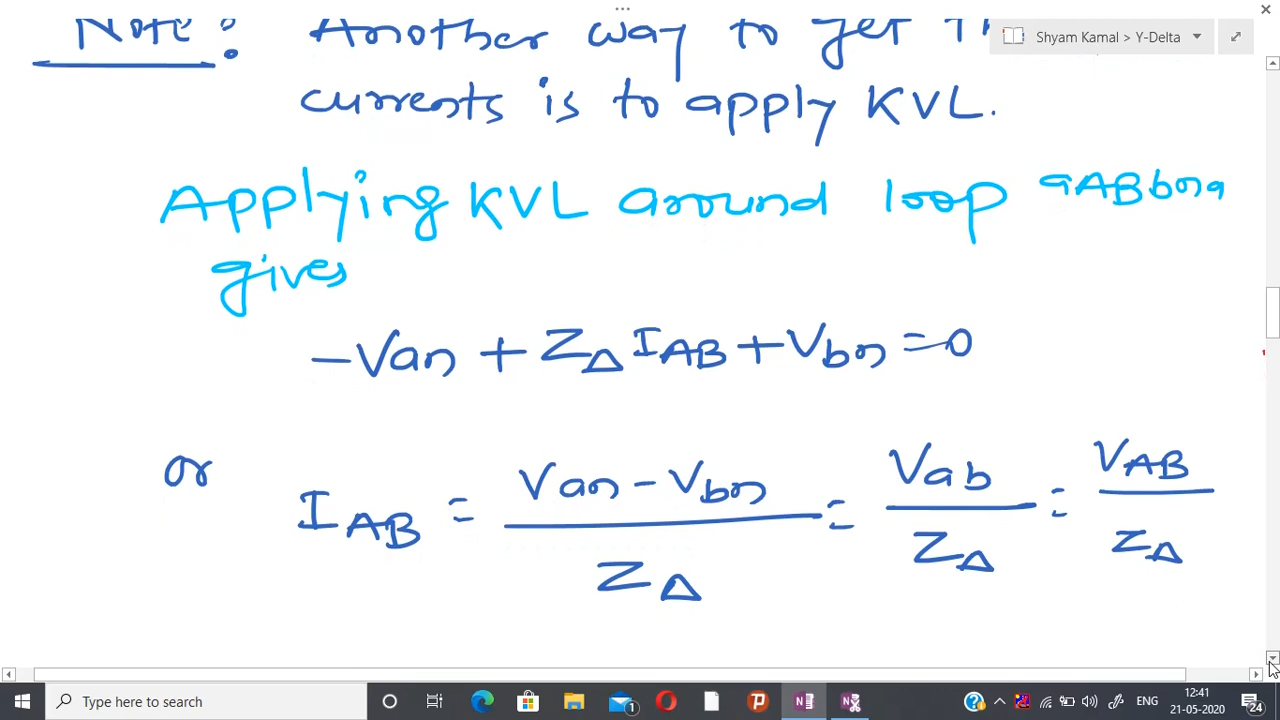 Note: Another way to get
Shyam Kamal > Y-Delta
currents is to apply KVL.
Applying KVL around loop aABbna
gives
-Van + ZΔ IAB + Vbn = 0
or IAB = Van - Vbn / ZΔ = Vab / ZΔ = VAB / ZΔ
Type here to search
1
ENG
12:41
21-05-2020
24